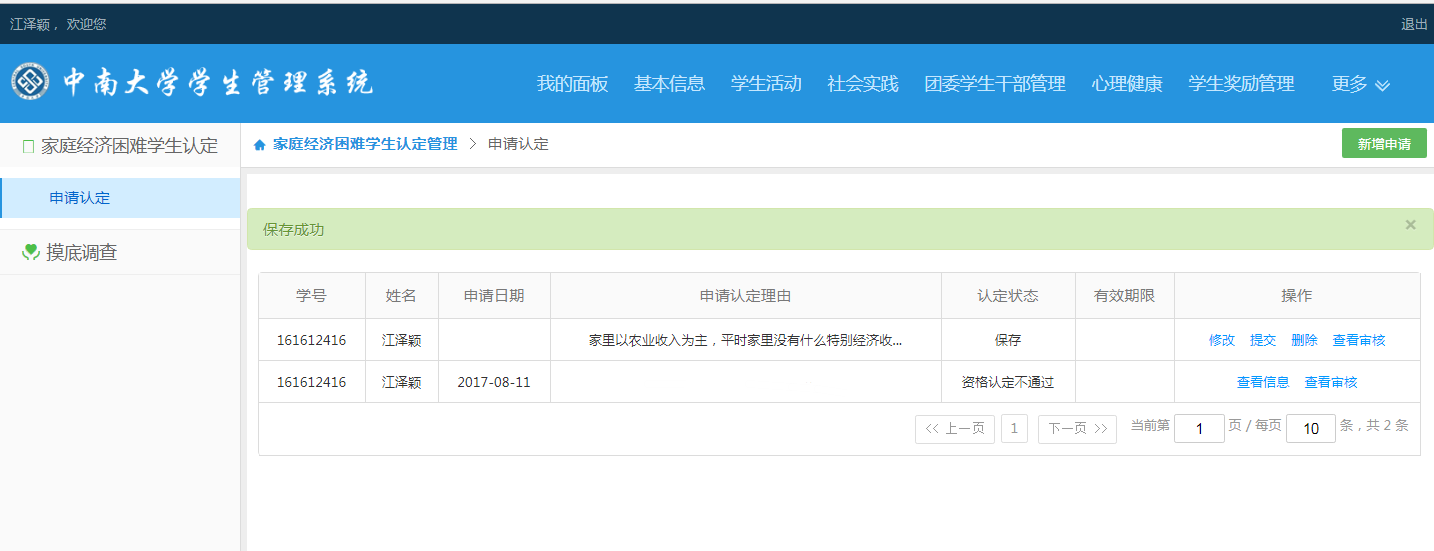 江泽颖， 欢迎您
退出
中南大学学生管理系统
我的面板 基本信息 学生活动 社会实践 团委学生干部管理 心理健康 学生奖励管理 更多
家庭经济困难学生认定
申请认定
摸底调查
家庭经济困难学生认定管理 > 申请认定
新增申请
保存成功 ×
学号 姓名 申请日期 申请认定理由 认定状态 有效期限 操作
161612416 江泽颖 家里以农业收入为主，平时家里没有什么特别经济收... 保存 修改 提交 删除 查看审核
161612416 江泽颖 2017-08-11 资格认定不通过 查看信息 查看审核
<< 上一页 1 下一页 >> 当前第 1 页 / 每页 10 条，共 2 条